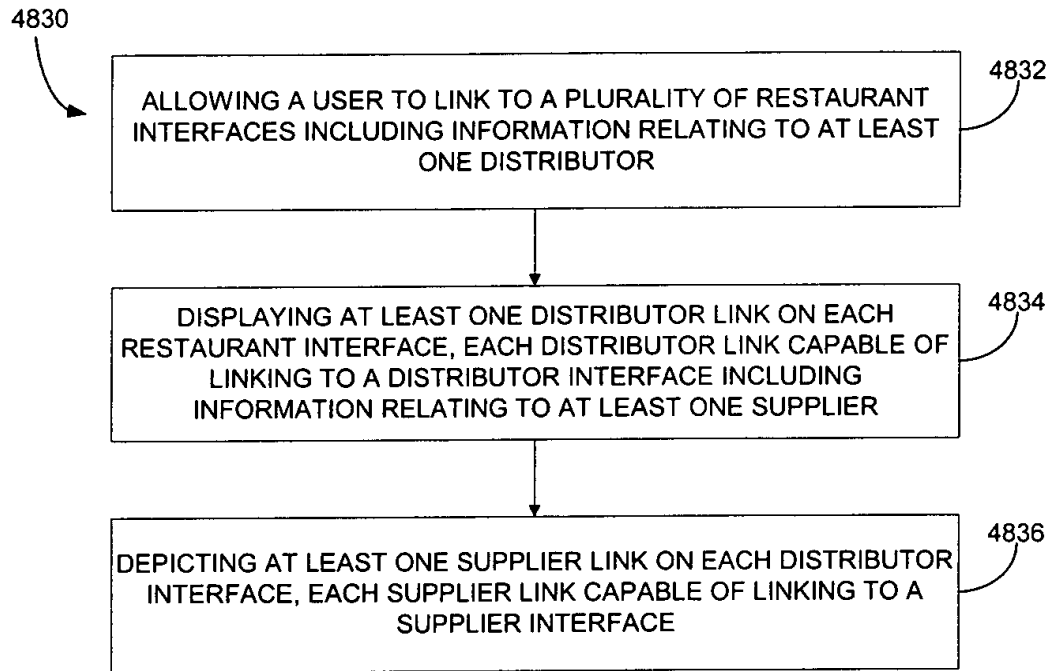 4830
4832
ALLOWING A USER TO LINK TO A PLURALITY OF RESTAURANT
INTERFACES INCLUDING INFORMATION RELATING TO AT LEAST
ONE DISTRIBUTOR
4834
DISPLAYING AT LEAST ONE DISTRIBUTOR LINK ON EACH
RESTAURANT INTERFACE, EACH DISTRIBUTOR LINK CAPABLE OF
LINKING TO A DISTRIBUTOR INTERFACE INCLUDING
INFORMATION RELATING TO AT LEAST ONE SUPPLIER
4836
DEPICTING AT LEAST ONE SUPPLIER LINK ON EACH DISTRIBUTOR
INTERFACE, EACH SUPPLIER LINK CAPABLE OF LINKING TO A
SUPPLIER INTERFACE